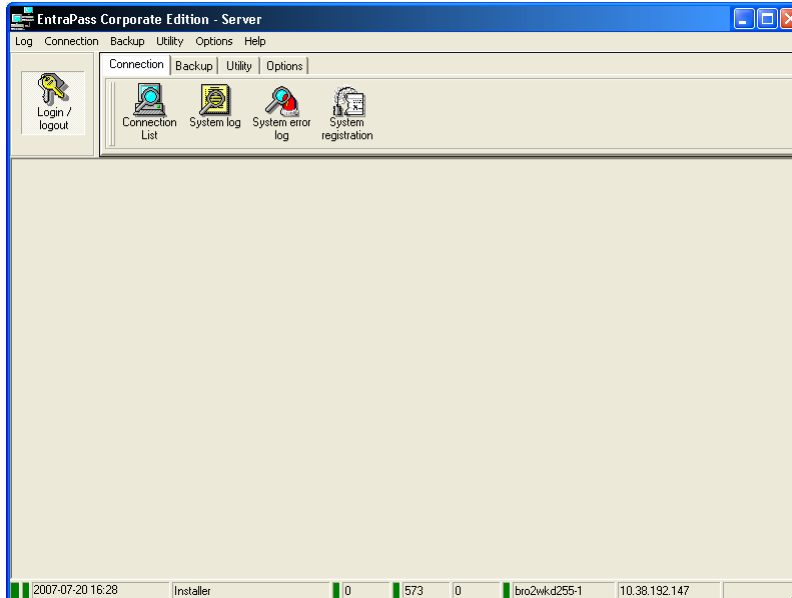 EntraPass Corporate Edition - Server
Log Connection Backup Utility Options Help
Connection Backup Utility Options
Login / logout
Connection List
System log
System error log
System registration
2007-07-20 16:28 Installer 0 573 0 bro2wkd255-1 10.38.192.147